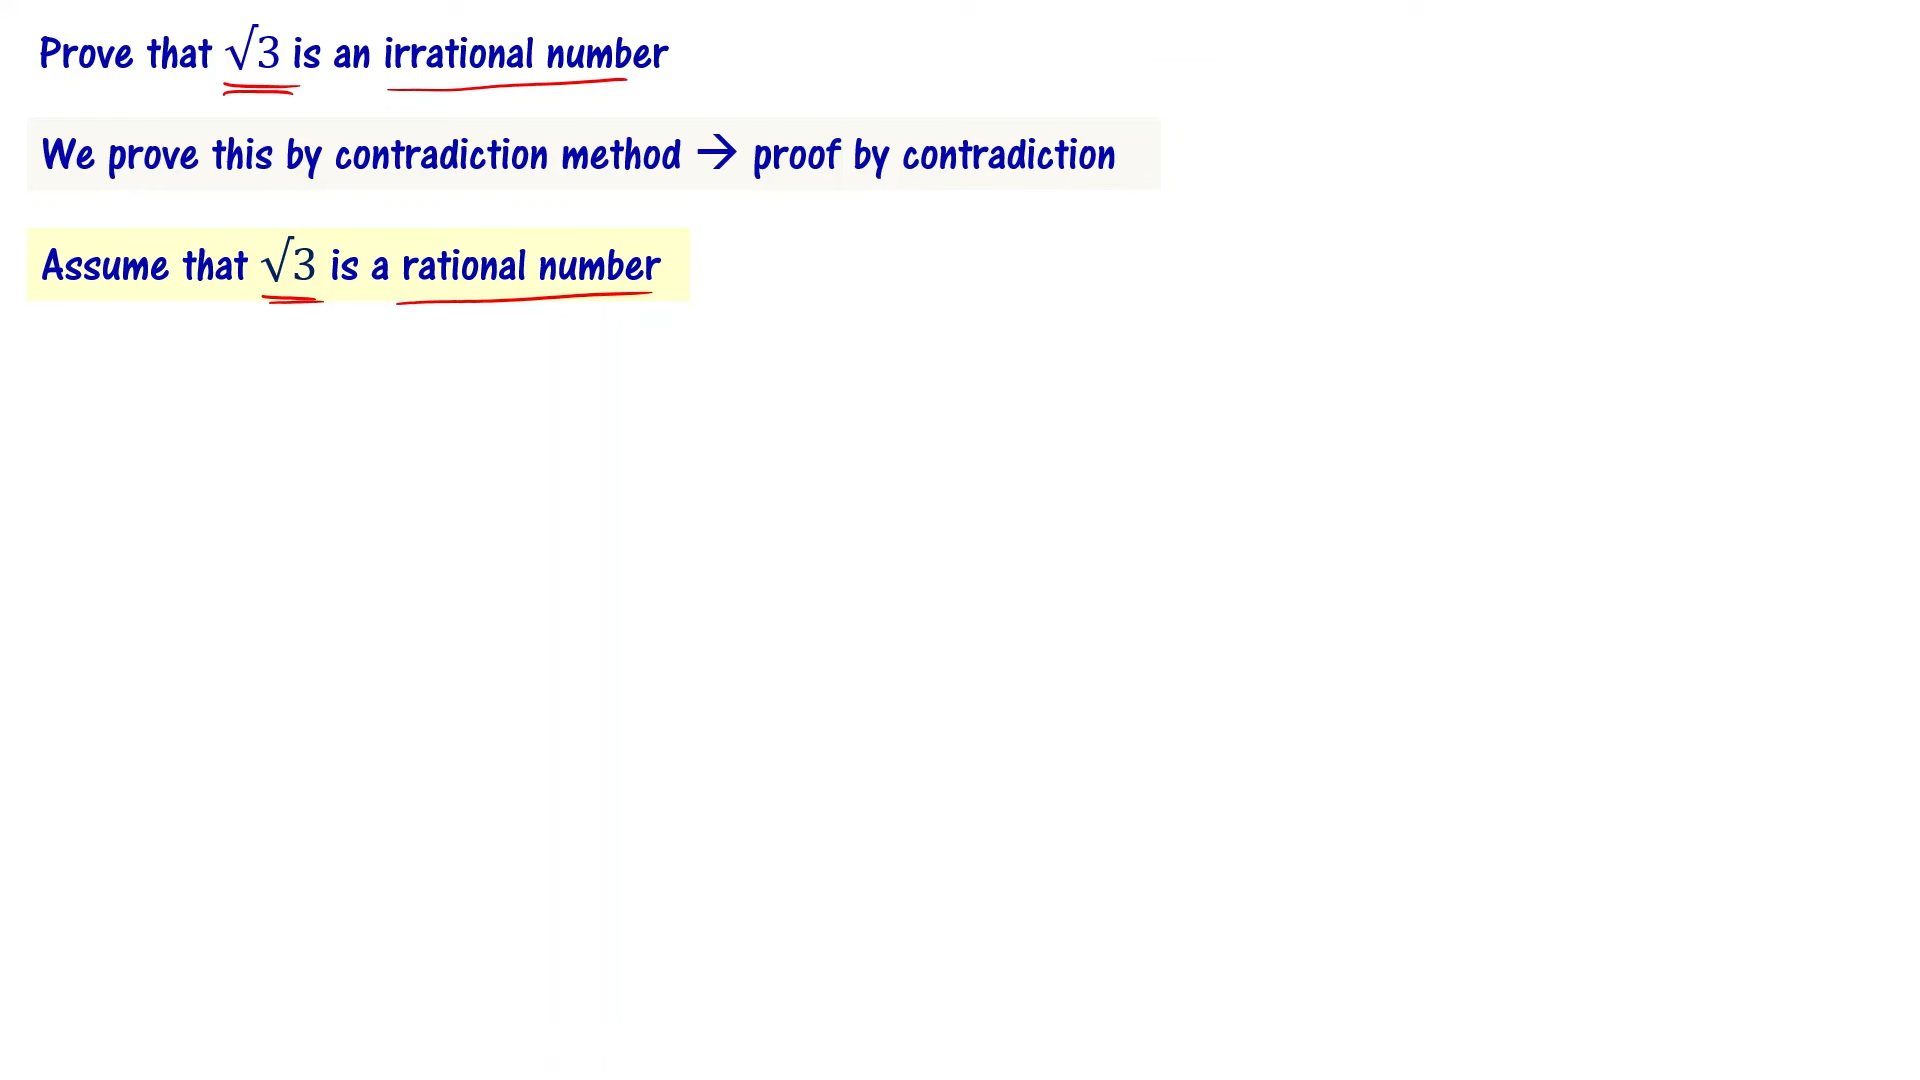 Prove that √3 is an irrational number
We prove this by contradiction method → proof by contradiction
Assume that √3 is a rational number